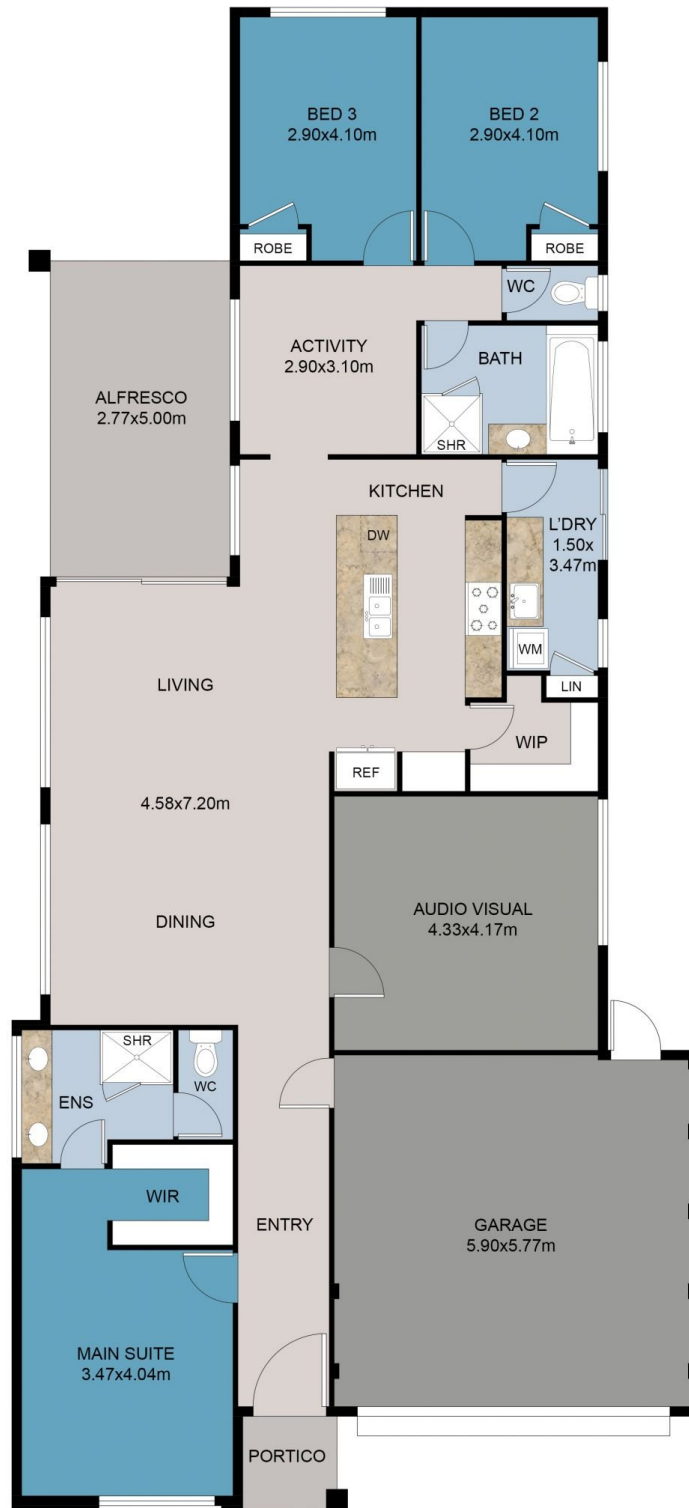 BED 3
2.90x4.10m
BED 2
2.90x4.10m
ROBE
ROBE
WC
ACTIVITY
2.90x3.10m
BATH
ALFRESCO
2.77x5.00m
SHR
KITCHEN
DW
L'DRY
1.50x
3.47m
WM
LIN
LIVING
WIP
REF
4.58x7.20m
AUDIO VISUAL
4.33x4.17m
DINING
SHR
WC
ENS
WIR
ENTRY
GARAGE
5.90x5.77m
MAIN SUITE
3.47x4.04m
PORTICO